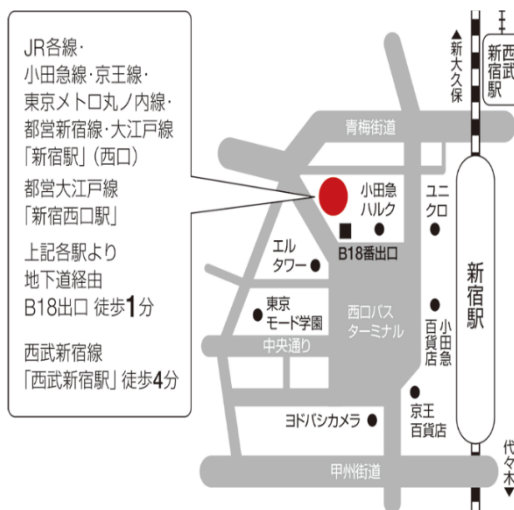 JR各線・
小田急線・京王線・
東京メトロ丸ノ内線・
都営新宿線・大江戸線
「新宿駅」(西口)
都営大江戸線
「新宿西口駅」
上記各駅より
地下道経由
B18出口 徒歩1分
西武新宿線
「西武新宿駅」徒歩4分
▲新大久保
西武
新宿駅
青梅街道
小田急
ハルク
ユニ
クロ
B18番出口
エル
タワー
新宿駅
東京
モード学園
西口バス
ターミナル
小田急
百貨店
中央通り
京王
百貨店
ヨドバシカメラ
代々木▼
甲州街道